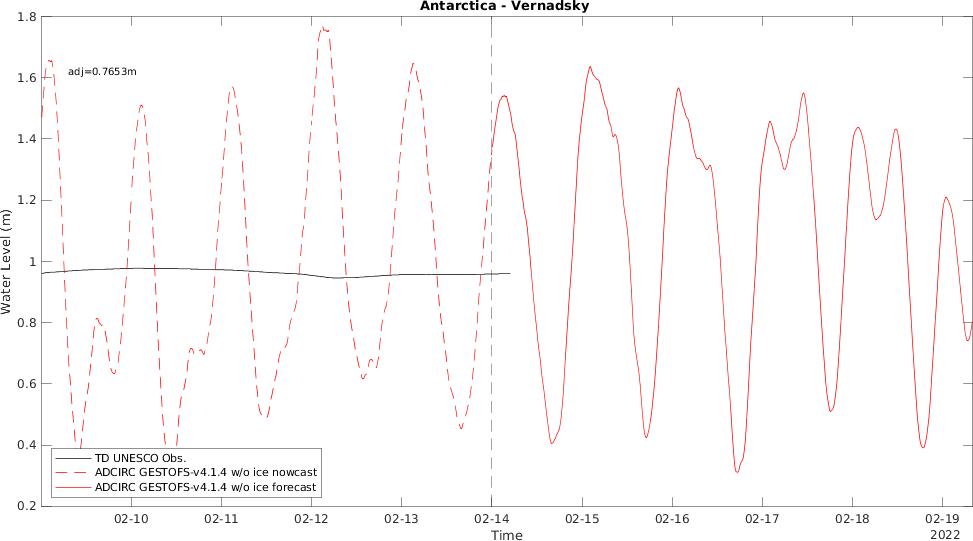 Antarctica - Vernadsky
1.8
1.6
1.4
1.2
1
0.8
0.6
0.4
0.2
Water Level (m)
adj=0.7653m
TD UNESCO Obs.
ADCIRC GESTOFS-v4.1.4 w/o ice nowcast
ADCIRC GESTOFS-v4.1.4 w/o ice forecast
02-10 02-11 02-12 02-13 02-14 02-15 02-16 02-17 02-18 02-19
2022
Time